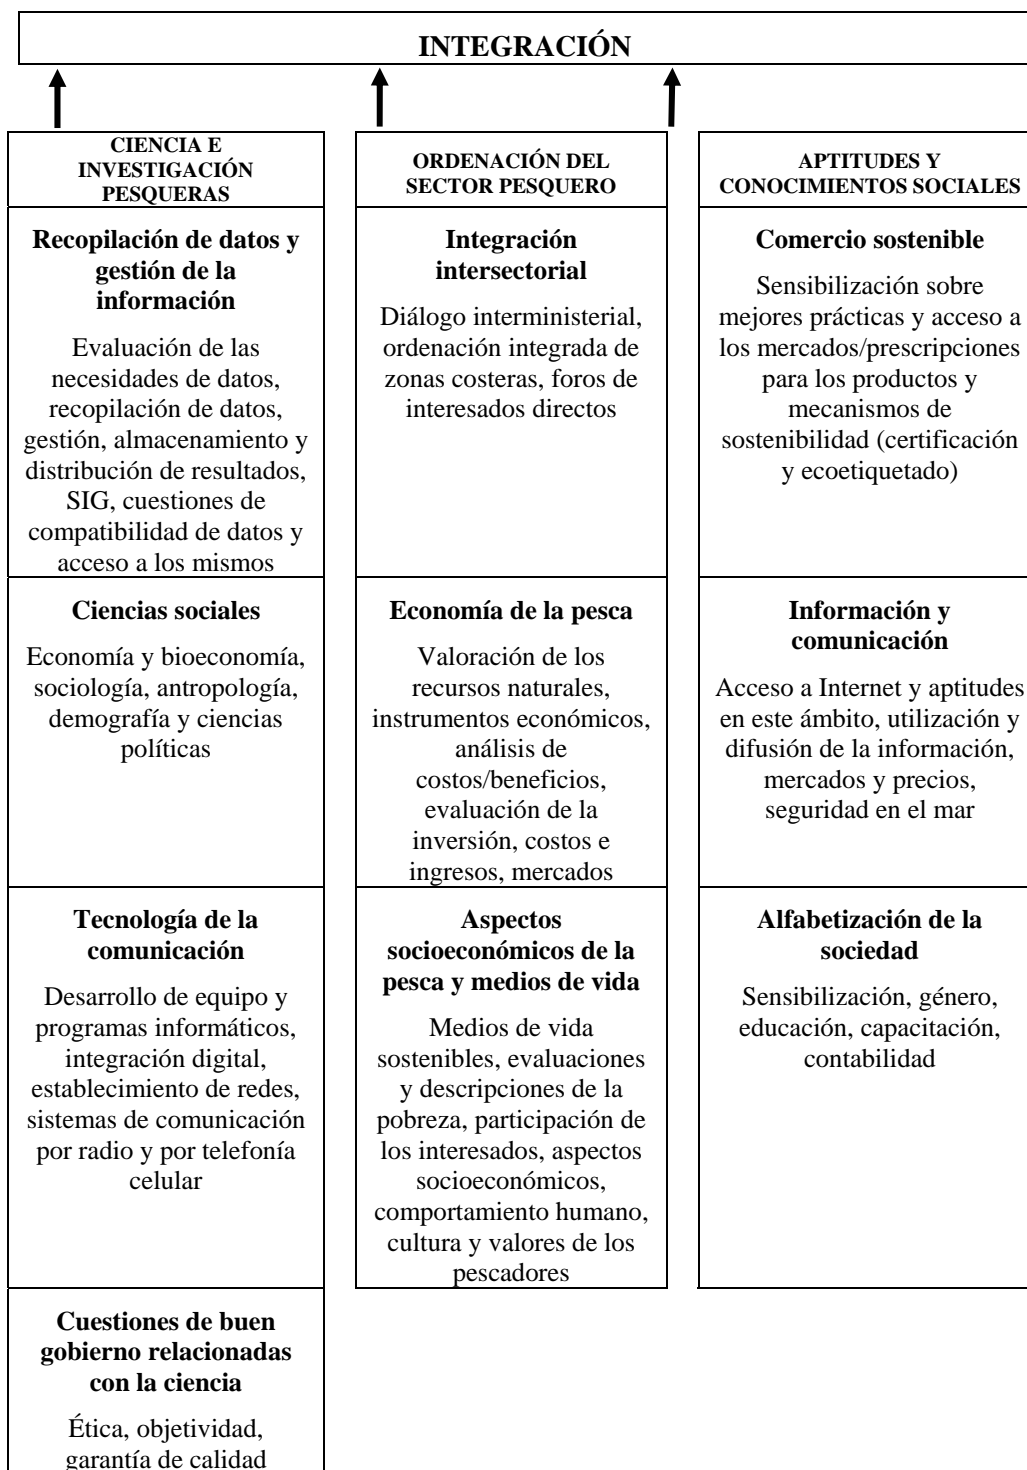 INTEGRACIÓN
CIENCIA E
INVESTIGACIÓN
PESQUERAS
Recopilación de datos y
gestión de la
información
Evaluación de las
necesidades de datos,
recopilación de datos,
gestión, almacenamiento y
distribución de resultados,
SIG, cuestiones de
compatibilidad de datos y
acceso a los mismos
Ciencias sociales
Economía y bioeconomía,
sociología, antropología,
demografía y ciencias
políticas
Tecnología de la
comunicación
Desarrollo de equipo y
programas informáticos,
integración digital,
establecimiento de redes,
sistemas de comunicación
por radio y por telefonía
celular
Cuestiones de buen
gobierno relacionadas
con la ciencia
Ética, objetividad,
garantía de calidad
ORDENACIÓN DEL
SECTOR PESQUERO
Integración
intersectorial
Diálogo interministerial,
ordenación integrada de
zonas costeras, foros de
interesados directos
Economía de la pesca
Valoración de los
recursos naturales,
instrumentos económicos,
análisis de
costos/beneficios,
evaluación de la
inversión, costos e
ingresos, mercados
Aspectos
socioeconómicos de la
pesca y medios de vida
Medios de vida
sostenibles, evaluaciones
y descripciones de la
pobreza, participación de
los interesados, aspectos
socioeconómicos,
comportamiento humano,
cultura y valores de los
pescadores
APTITUDES Y
CONOCIMIENTOS SOCIALES
Comercio sostenible
Sensibilización sobre
mejores prácticas y acceso a
los mercados/prescripciones
para los productos y
mecanismos de
sostenibilidad (certificación
y ecoetiquetado)
Información y
comunicación
Acceso a Internet y aptitudes
en este ámbito, utilización y
difusión de la información,
mercados y precios,
seguridad en el mar
Alfabetización de la
sociedad
Sensibilización, género,
educación, capacitación,
contabilidad